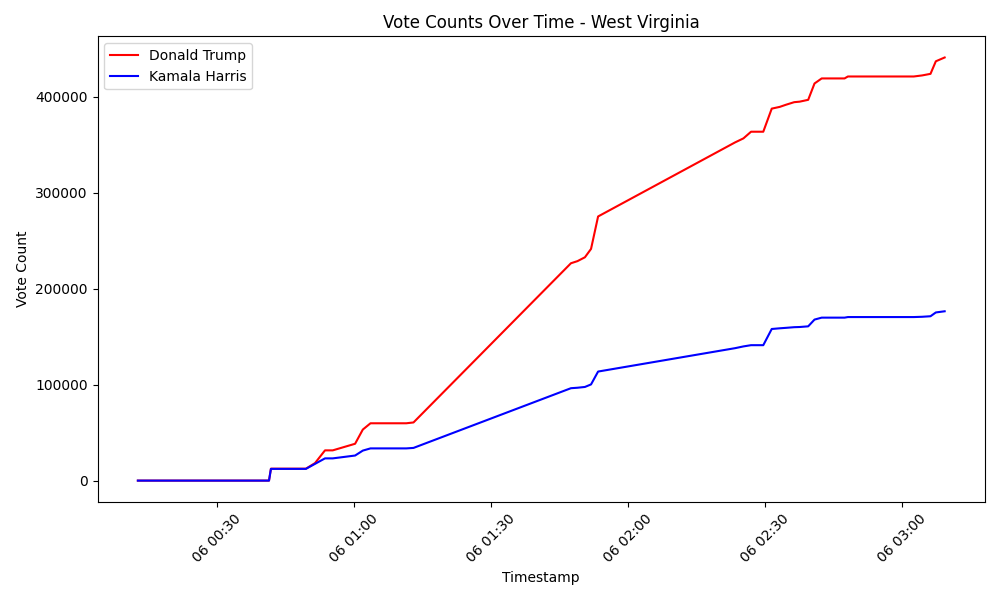 Vote Counts Over Time - West Virginia
Donald Trump
Kamala Harris
Vote Count
400000
300000
200000
100000
0
06 00:30
06 01:00
06 01:30
06 02:00
06 02:30
06 03:00
Timestamp